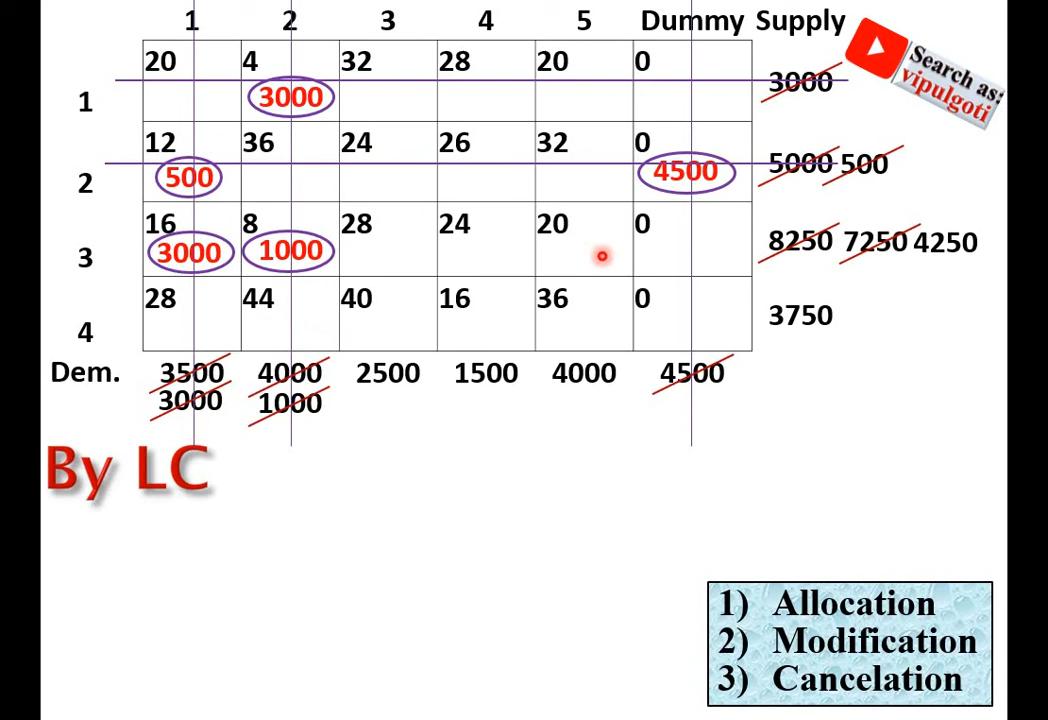 1 2 3 4 5 Dummy Supply
Search as:
vipulgoti
20 4 32 28 20 0
1 3000 3000
12 36 24 26 32 0
2 500 4500 5000 500
16 8 28 24 20 0
3 3000 1000 8250 7250 4250
28 44 40 16 36 0
4 3750
Dem. 3500 4000 2500 1500 4000 4500
3000 1000
By LC
1) Allocation
2) Modification
3) Cancelation